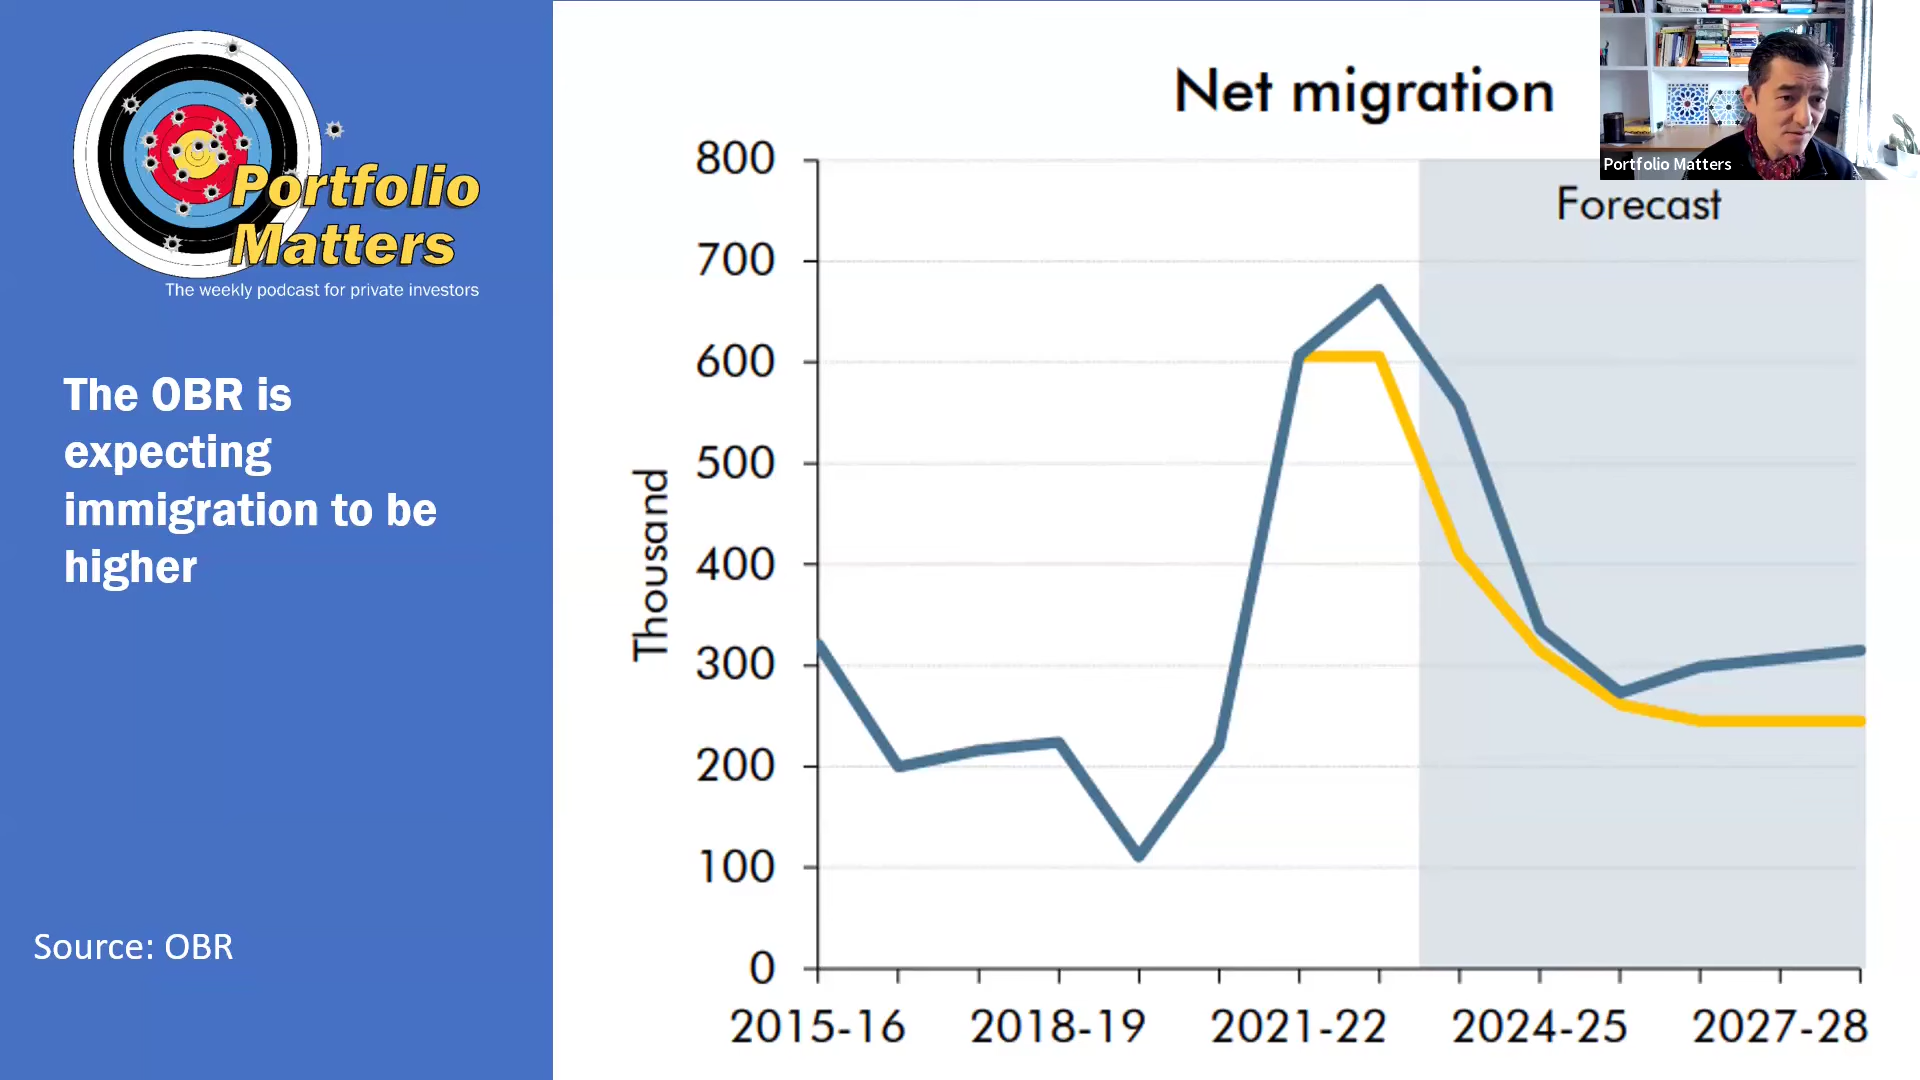 Portfolio
Matters
The weekly podcast for private investors
The OBR is
expecting
immigration to be
higher
Source: OBR
Net migration
Portfolio Matters
Forecast
Thousand
800
700
600
500
400
300
200
100
0
2015-16 2018-19 2021-22 2024-25 2027-28